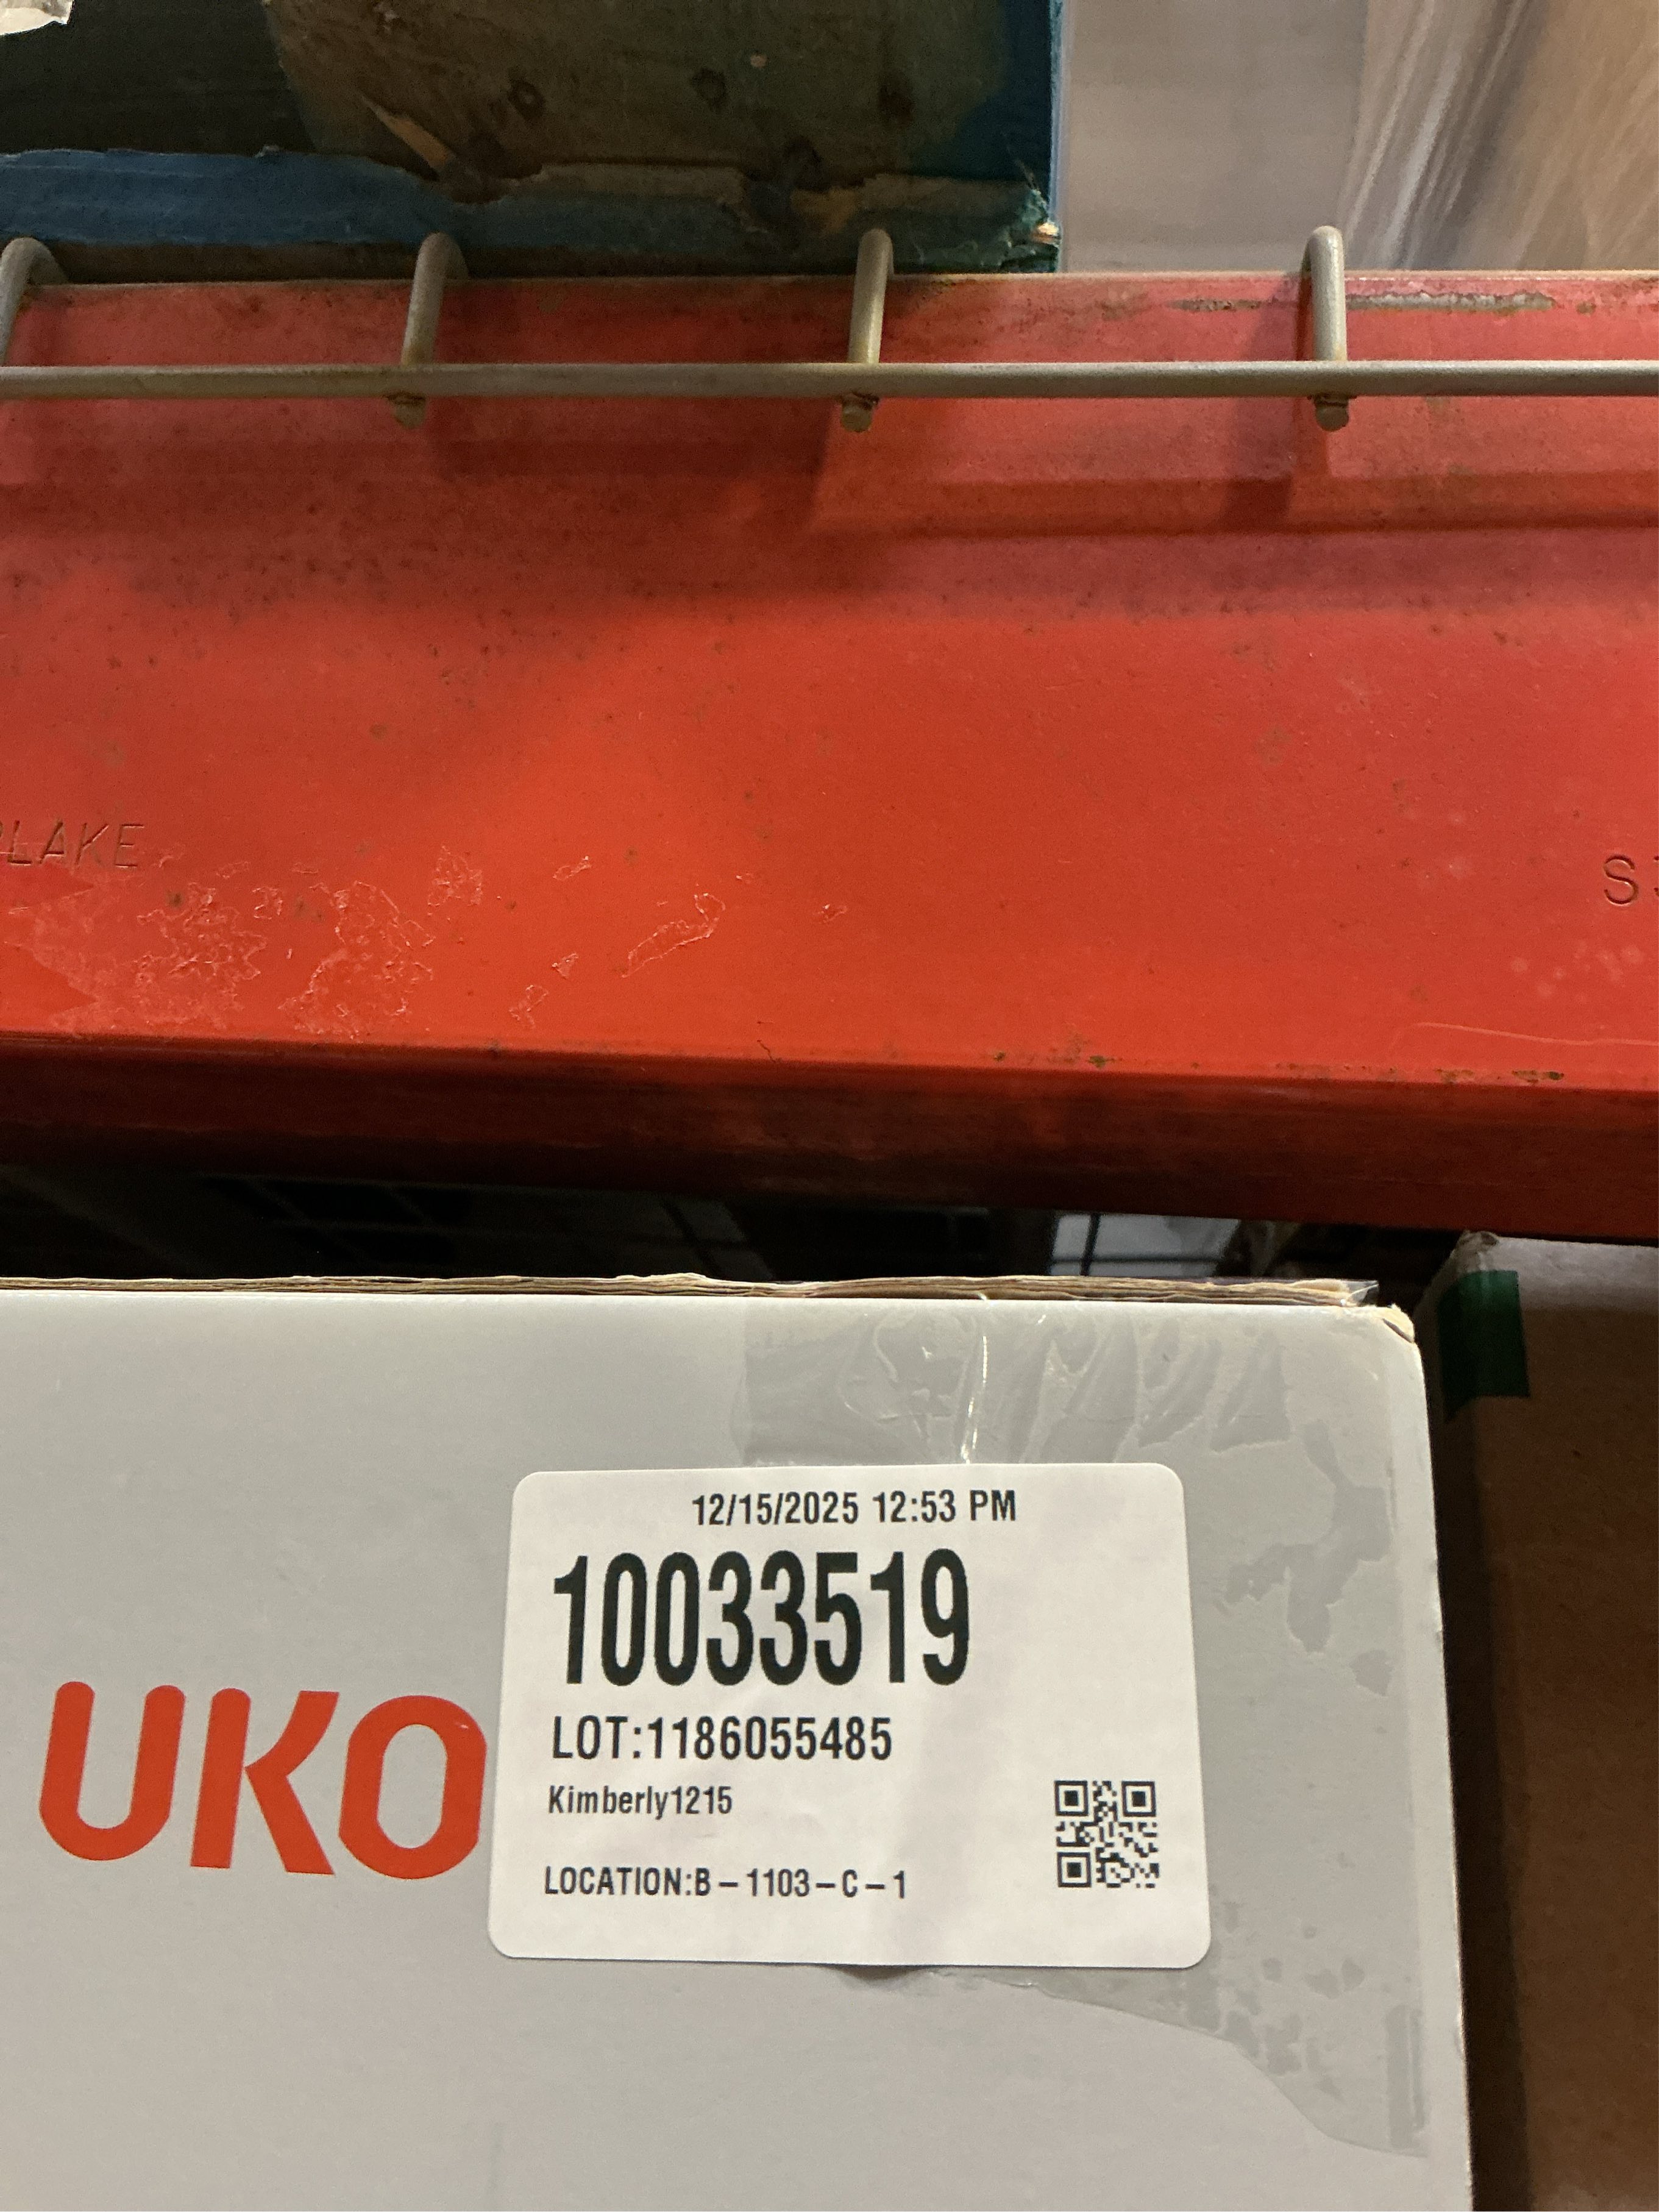 LAKE
12/15/2025 12:53 PM
10033519
LOT:1186055485
Kimberly1215
LOCATION:B-1103-C-1
UKO